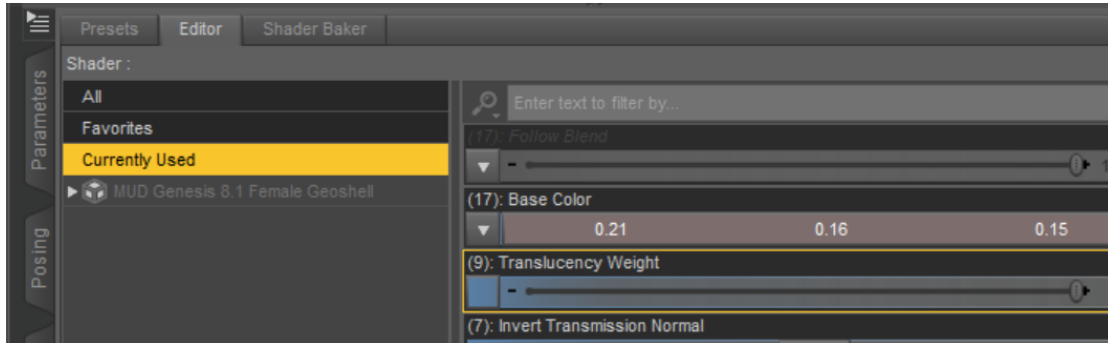 Presets Editor Shader Baker
Shader :
Parameters
Posing
All
Favorites
Currently Used
MUD Genesis 8.1 Female Geoshell
Enter text to filter by...
(17): Follow Blend
(17): Base Color
0.21 0.16 0.15
(9): Translucency Weight
(7): Invert Transmission Normal